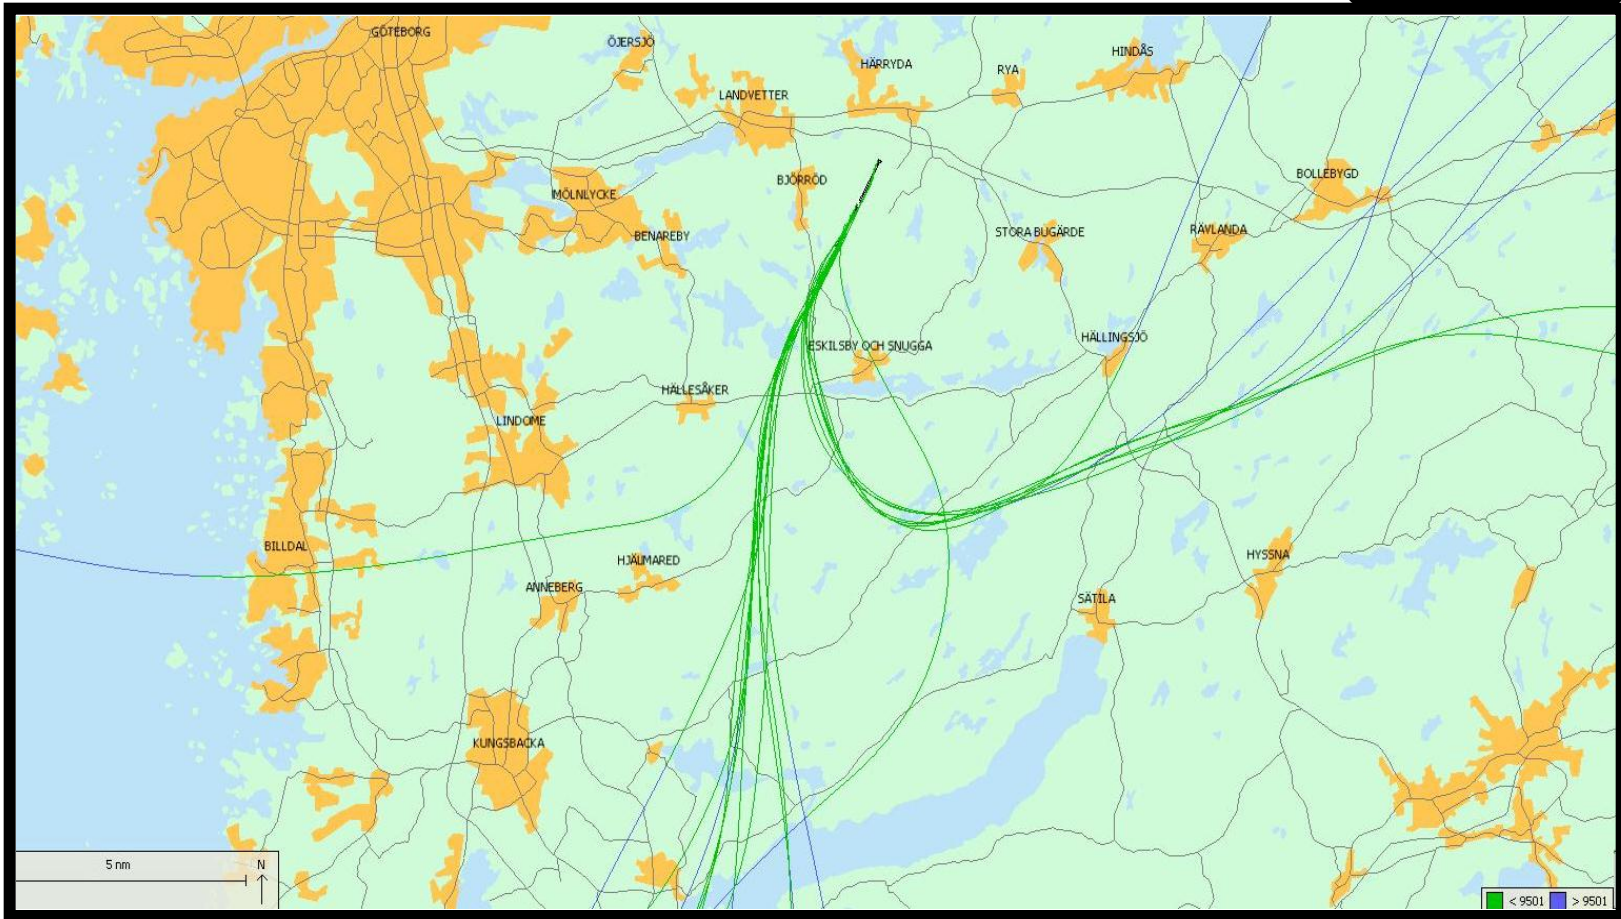 GÖTEBORG
ÖJERSJÖ
HINDÅS
HÄRRYDA
RYA
LANDVETTER
BOLLEBYGD
BJÖRRÖD
MÖLNLYCKE
RÄVLANDA
STORA BUGÄRDE
BENAREBY
HÄLLINGSJÖ
ESKILSBY OCH SNUGGA
HÄLLESÅKER
LINDOME
BILLDAL
HYSSNA
HJÄLMARED
ANNEBERG
SÄTILA
KUNGSBACKA
5 nm
N
< 9501 > 9501